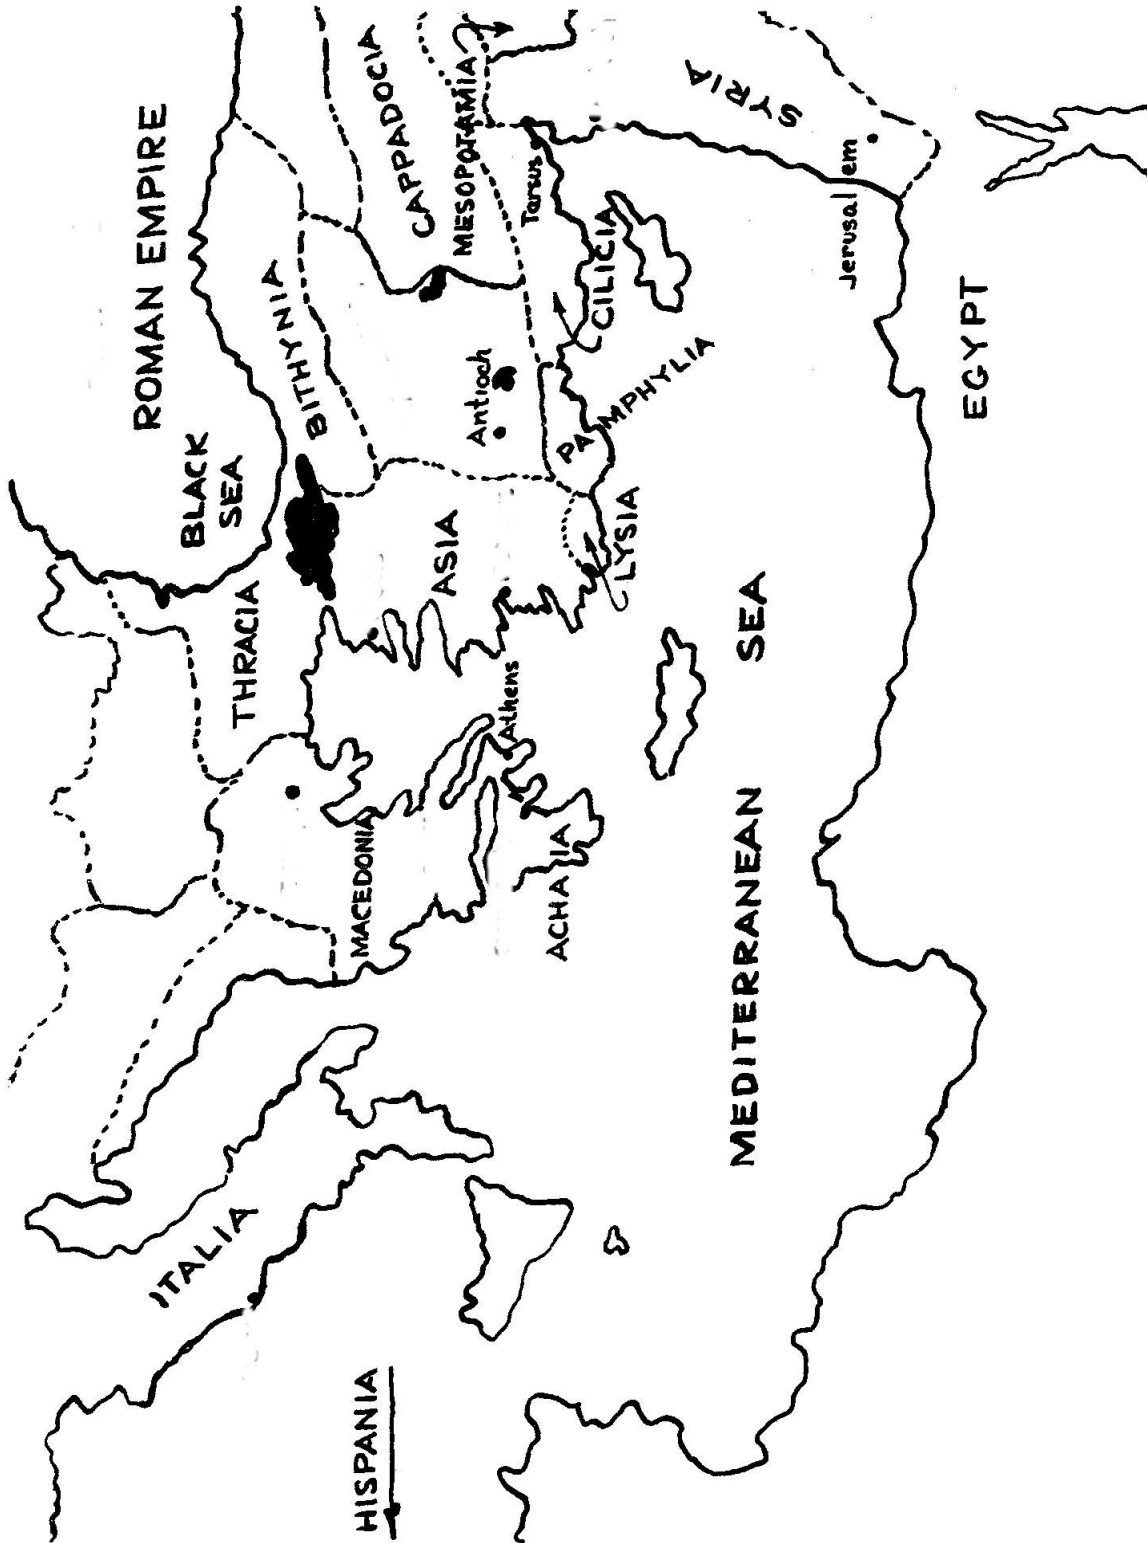 ROMAN EMPIRE
BLACK
SEA
ITALIA
THRACIA
BITHYNIA
CAPPADOCIA
HISPANIA
MACEDONIA
ASIA
Antioch
MESOPOTAMIA
Athens
Tarsus
ACHAIA
LYSIA
PAMPHYLIA
CILICIA
SYRIA
MEDITERRANEAN SEA
Jerusalem
EGYPT